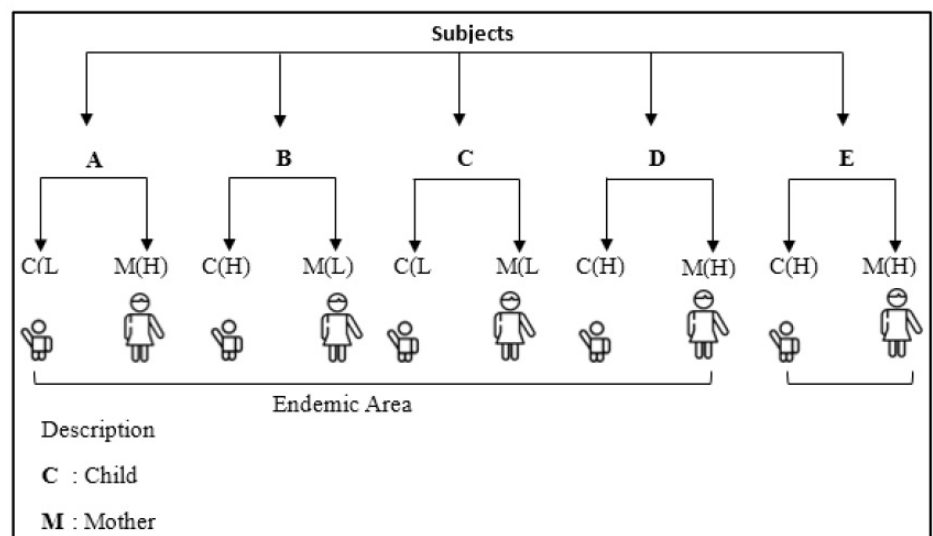 Subjects
A B C D E
C(L M(H) C(H) M(L) C(L M(L C(H) M(H) C(H) M(H)
Endemic Area
Description
C : Child
M : Mother